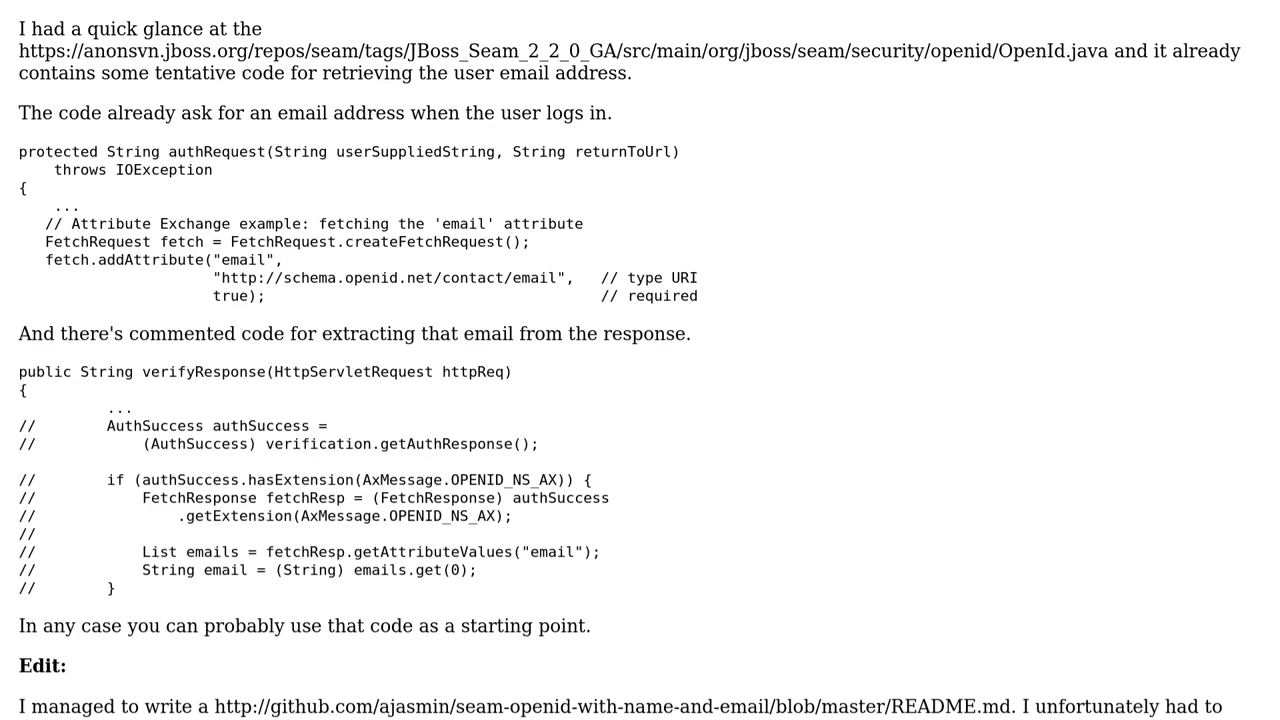 I had a quick glance at the
https://anonsvn.jboss.org/repos/seam/tags/JBoss_Seam_2_2_0_GA/src/main/org/jboss/seam/security/openid/OpenId.java and it already
contains some tentative code for retrieving the user email address.
The code already ask for an email address when the user logs in.
protected String authRequest(String userSuppliedString, String returnToUrl)
    throws IOException
{
    ...
   // Attribute Exchange example: fetching the 'email' attribute
   FetchRequest fetch = FetchRequest.createFetchRequest();
   fetch.addAttribute("email",
                      "http://schema.openid.net/contact/email",   // type URI
                      true);                                      // required
And there's commented code for extracting that email from the response.
public String verifyResponse(HttpServletRequest httpReq)
{
          ...
//        AuthSuccess authSuccess =
//            (AuthSuccess) verification.getAuthResponse();
//        if (authSuccess.hasExtension(AxMessage.OPENID_NS_AX)) {
//            FetchResponse fetchResp = (FetchResponse) authSuccess
//                .getExtension(AxMessage.OPENID_NS_AX);
//
//            List emails = fetchResp.getAttributeValues("email");
//            String email = (String) emails.get(0);
//        }
In any case you can probably use that code as a starting point.
Edit:
I managed to write a http://github.com/ajasmin/seam-openid-with-name-and-email/blob/master/README.md. I unfortunately had to